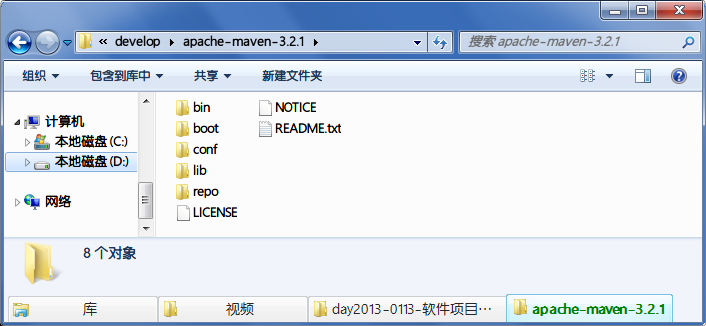 « develop ▸ apache-maven-3.2.1 ▸ 搜索 apache-maven-3.2.1
组织 包含到库中 共享 新建文件夹
计算机
本地磁盘 (C:)
本地磁盘 (D:)
网络
bin
boot
conf
lib
repo
LICENSE
NOTICE
README.txt
8 个对象
库 视频 day2013-0113-软件项目… apache-maven-3.2.1